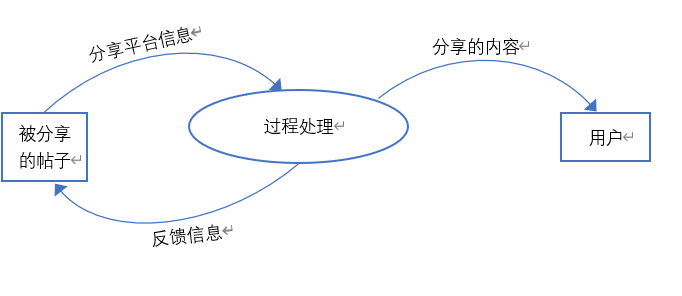 分享平台信息
分享的内容
被分享
的帖子
过程处理
用户
反馈信息